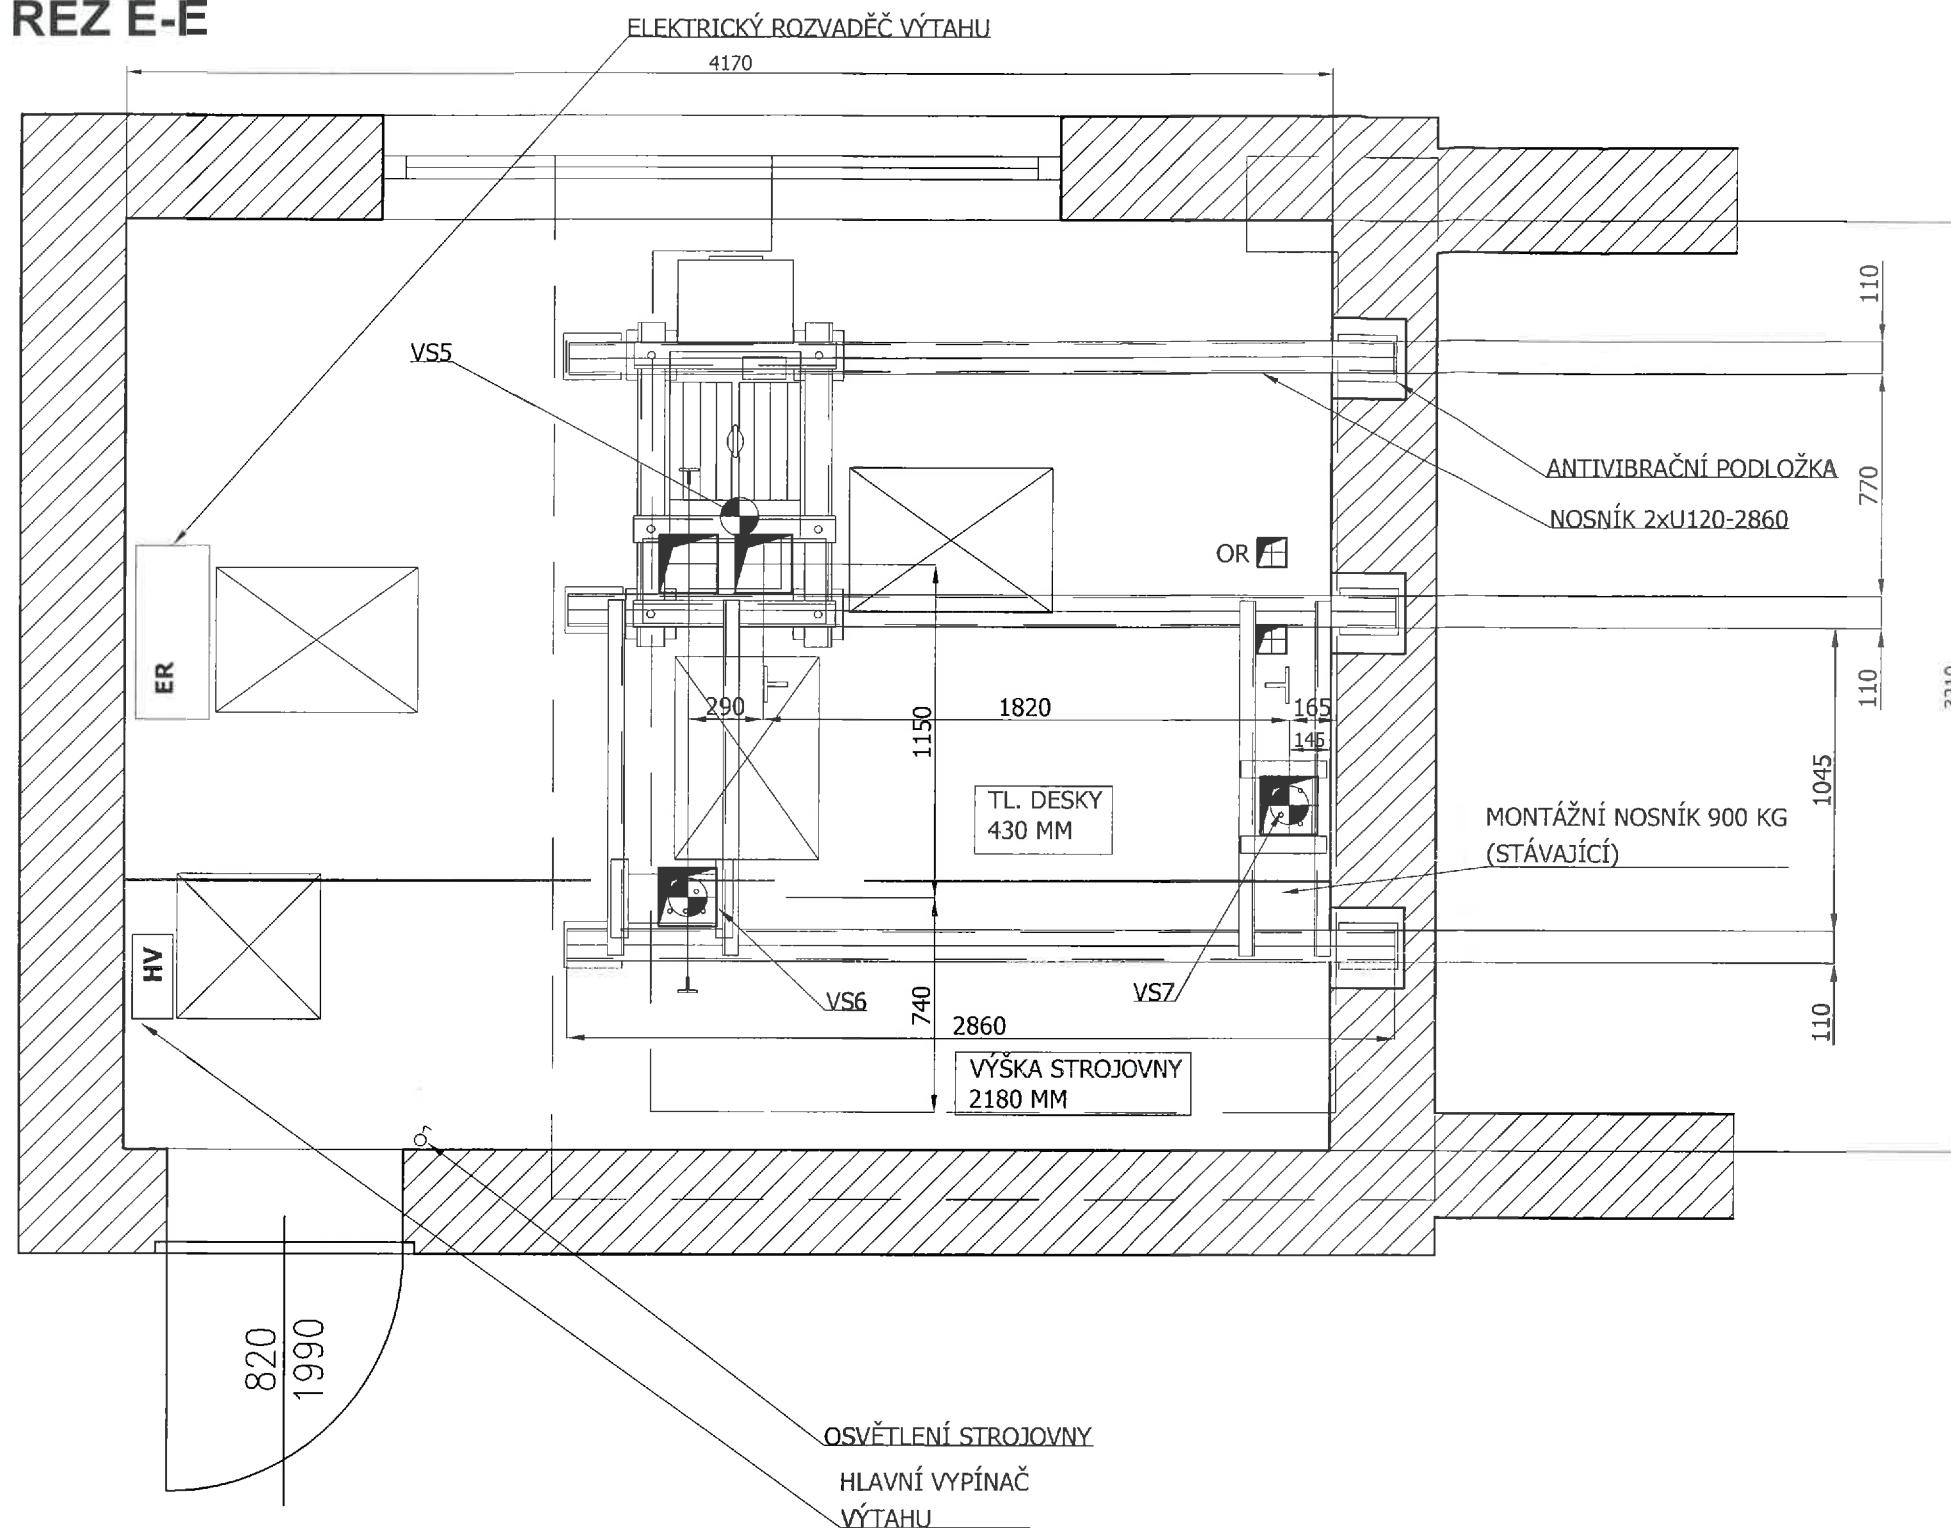 ŘEZ E-E
ELEKTRICKÝ ROZVADĚČ VÝTAHU
4170
110
VS5
ANTIVIBRAČNÍ PODLOŽKA
770
NOSNÍK 2xU120-2860
OR
ER
290
1820
165
110
1150
145
1045
TL. DESKY
430 MM
MONTÁŽNÍ NOSNÍK 900 KG
(STÁVAJÍCÍ)
HV
VS6
VS7
740
2860
110
VÝŠKA STROJOVNY
2180 MM
820
1990
OSVĚTLENÍ STROJOVNY
HLAVNÍ VYPÍNAČ
VÝTAHU